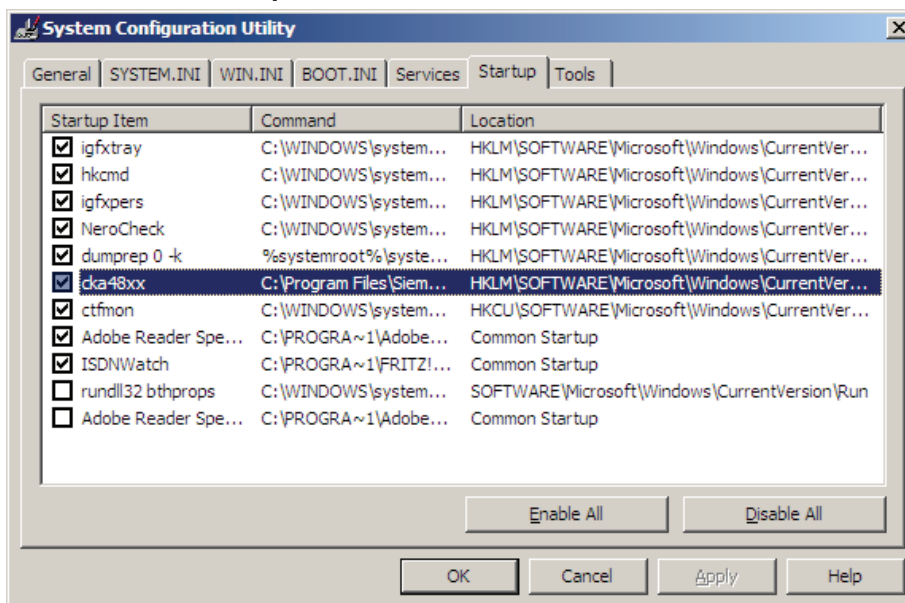 System Configuration Utility
General SYSTEM.INI WIN.INI BOOT.INI Services Startup Tools
Startup Item Command Location
igfxtray C:\WINDOWS\system... HKLM\SOFTWARE\Microsoft\Windows\CurrentVer...
hkcmd C:\WINDOWS\system... HKLM\SOFTWARE\Microsoft\Windows\CurrentVer...
igfxpers C:\WINDOWS\system... HKLM\SOFTWARE\Microsoft\Windows\CurrentVer...
NeroCheck C:\WINDOWS\system... HKLM\SOFTWARE\Microsoft\Windows\CurrentVer...
dumprep 0 -k %systemroot%\syste... HKLM\SOFTWARE\Microsoft\Windows\CurrentVer...
cka48xx C:\Program Files\Siem... HKLM\SOFTWARE\Microsoft\Windows\CurrentVer...
ctfmon C:\WINDOWS\system... HKCU\SOFTWARE\Microsoft\Windows\CurrentVer...
Adobe Reader Spe... C:\PROGRA~1\Adobe... Common Startup
ISDNWatch C:\PROGRA~1\FRITZ!... Common Startup
rundll32 bthprops C:\WINDOWS\system... SOFTWARE\Microsoft\Windows\CurrentVersion\Run
Adobe Reader Spe... C:\PROGRA~1\Adobe... Common Startup
Enable All Disable All
OK Cancel Apply Help